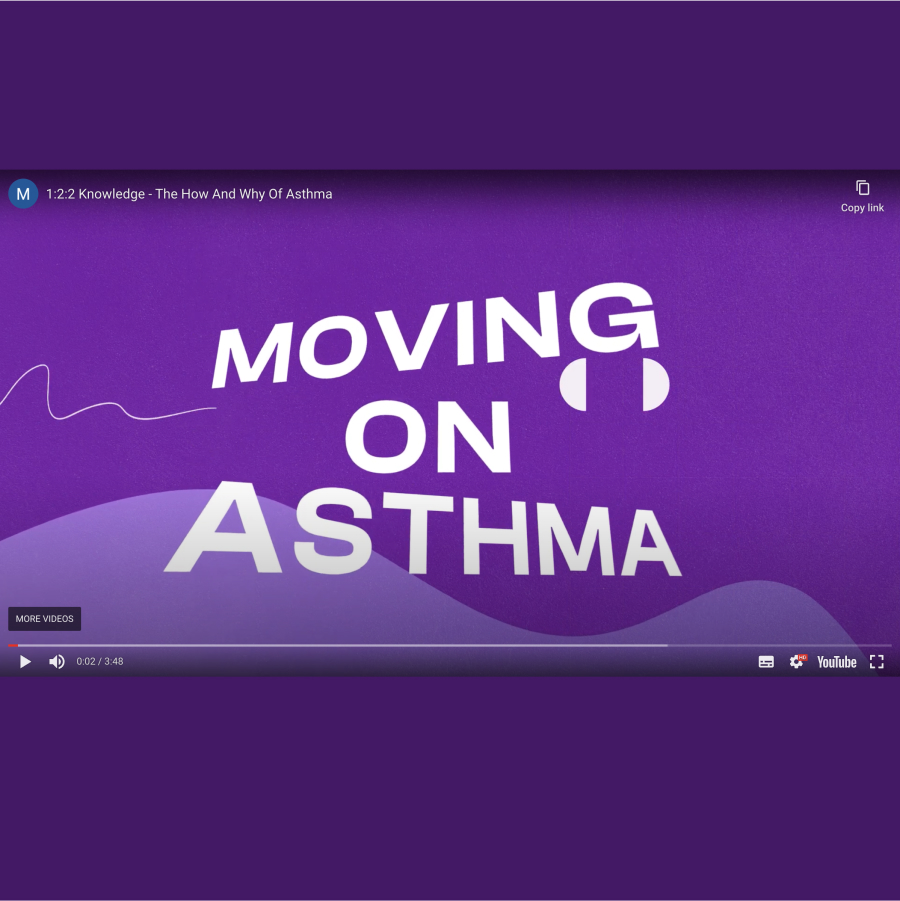 M
1:2:2 Knowledge - The How And Why Of Asthma
Copy link
MOVING
ON
ASTHMA
MORE VIDEOS
0:02 / 3:48
HD
YouTube